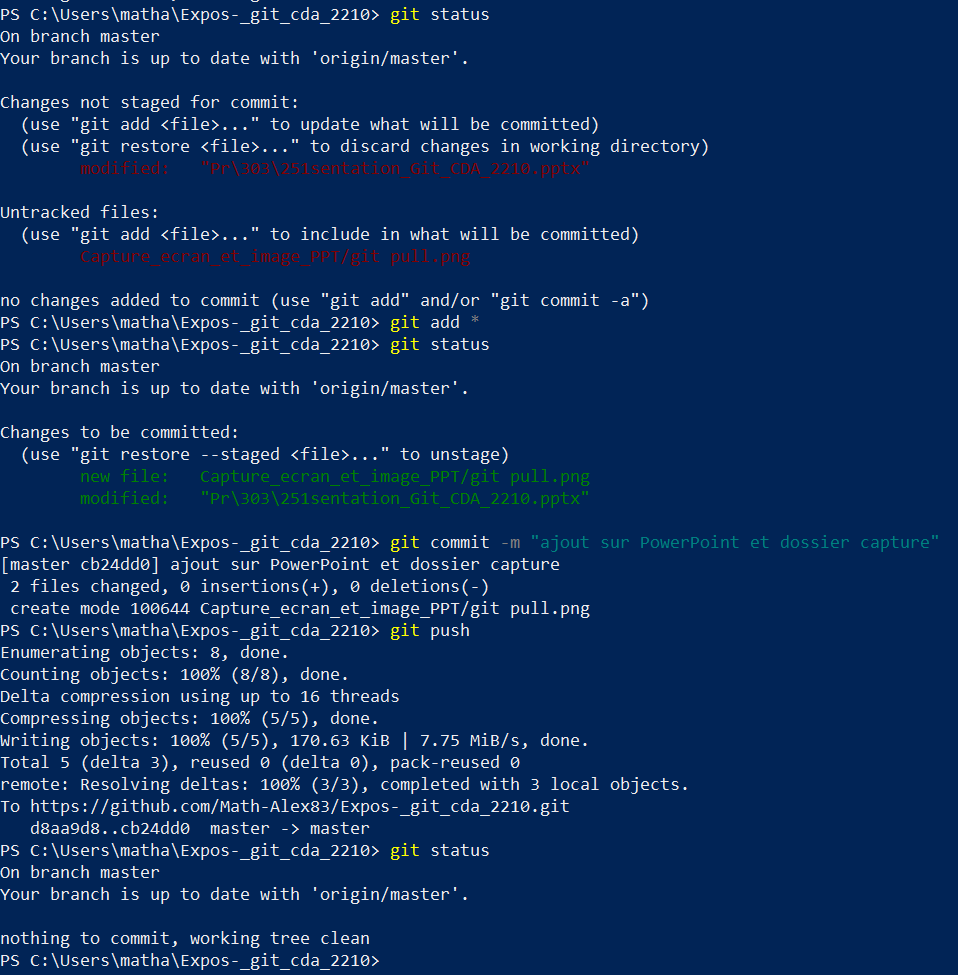 PS C:\Users\matha\Expos-_git_cda_2210> git status
On branch master
Your branch is up to date with 'origin/master'.
Changes not staged for commit:
(use "git add <file>..." to update what will be committed)
(use "git restore <file>..." to discard changes in working directory)
modified: "Pr\303\251sentation_Git_CDA_2210.pptx"
Untracked files:
(use "git add <file>..." to include in what will be committed)
Capture_ecran_et_image_PPT/git pull.png
no changes added to commit (use "git add" and/or "git commit -a")
PS C:\Users\matha\Expos-_git_cda_2210> git add *
PS C:\Users\matha\Expos-_git_cda_2210> git status
On branch master
Your branch is up to date with 'origin/master'.
Changes to be committed:
(use "git restore --staged <file>..." to unstage)
new file: Capture_ecran_et_image_PPT/git pull.png
modified: "Pr\303\251sentation_Git_CDA_2210.pptx"
PS C:\Users\matha\Expos-_git_cda_2210> git commit -m "ajout sur PowerPoint et dossier capture"
[master cb24dd0] ajout sur PowerPoint et dossier capture
2 files changed, 0 insertions(+), 0 deletions(-)
create mode 100644 Capture_ecran_et_image_PPT/git pull.png
PS C:\Users\matha\Expos-_git_cda_2210> git push
Enumerating objects: 8, done.
Counting objects: 100% (8/8), done.
Delta compression using up to 16 threads
Compressing objects: 100% (5/5), done.
Writing objects: 100% (5/5), 170.63 KiB | 7.75 MiB/s, done.
Total 5 (delta 3), reused 0 (delta 0), pack-reused 0
remote: Resolving deltas: 100% (3/3), completed with 3 local objects.
To https://github.com/Math-Alex83/Expos-_git_cda_2210.git
d8aa9d8..cb24dd0 master -> master
PS C:\Users\matha\Expos-_git_cda_2210> git status
On branch master
Your branch is up to date with 'origin/master'.
nothing to commit, working tree clean
PS C:\Users\matha\Expos-_git_cda_2210>